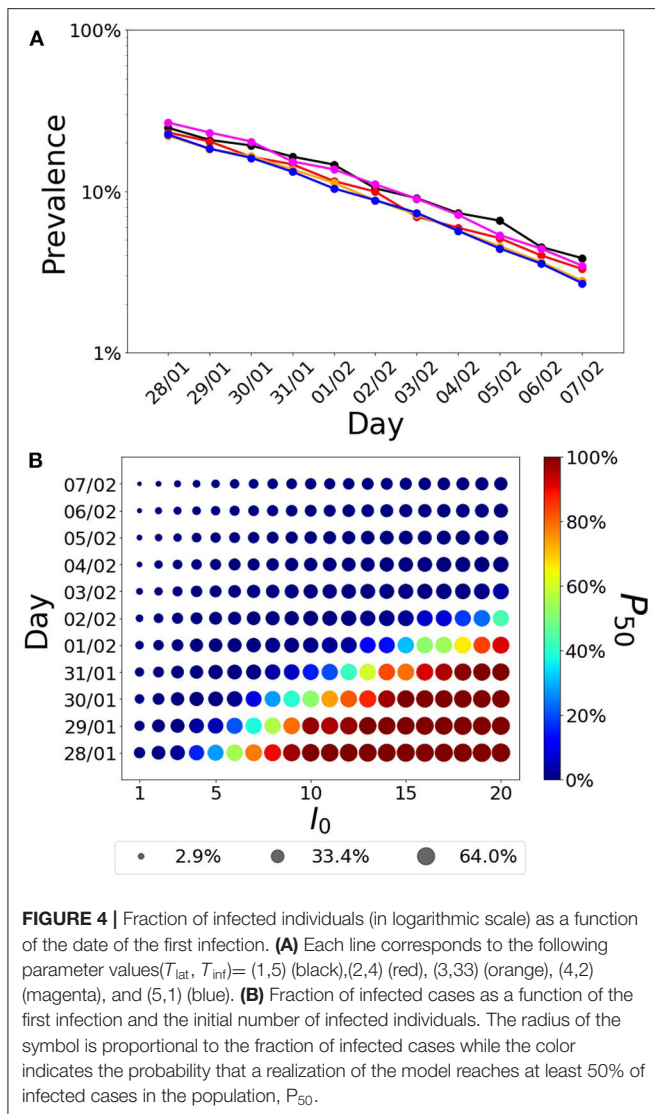 A
100%
10%
1%
Prevalence
28/01 29/01 30/01 31/01 01/02 02/02 03/02 04/02 05/02 06/02 07/02
Day
B
07/02
06/02
05/02
04/02
03/02
02/02
01/02
31/01
30/01
29/01
28/01
Day
1 5 10 15 20
I0
100%
80%
60%
40%
20%
0%
P50
2.9% 33.4% 64.0%
FIGURE 4 | Fraction of infected individuals (in logarithmic scale) as a function
of the date of the first infection. (A) Each line corresponds to the following
parameter values(Tlat, Tinf)= (1,5) (black),(2,4) (red), (3,33) (orange), (4,2)
(magenta), and (5,1) (blue). (B) Fraction of infected cases as a function of the
first infection and the initial number of infected individuals. The radius of the
symbol is proportional to the fraction of infected cases while the color
indicates the probability that a realization of the model reaches at least 50% of
infected cases in the population, P50.